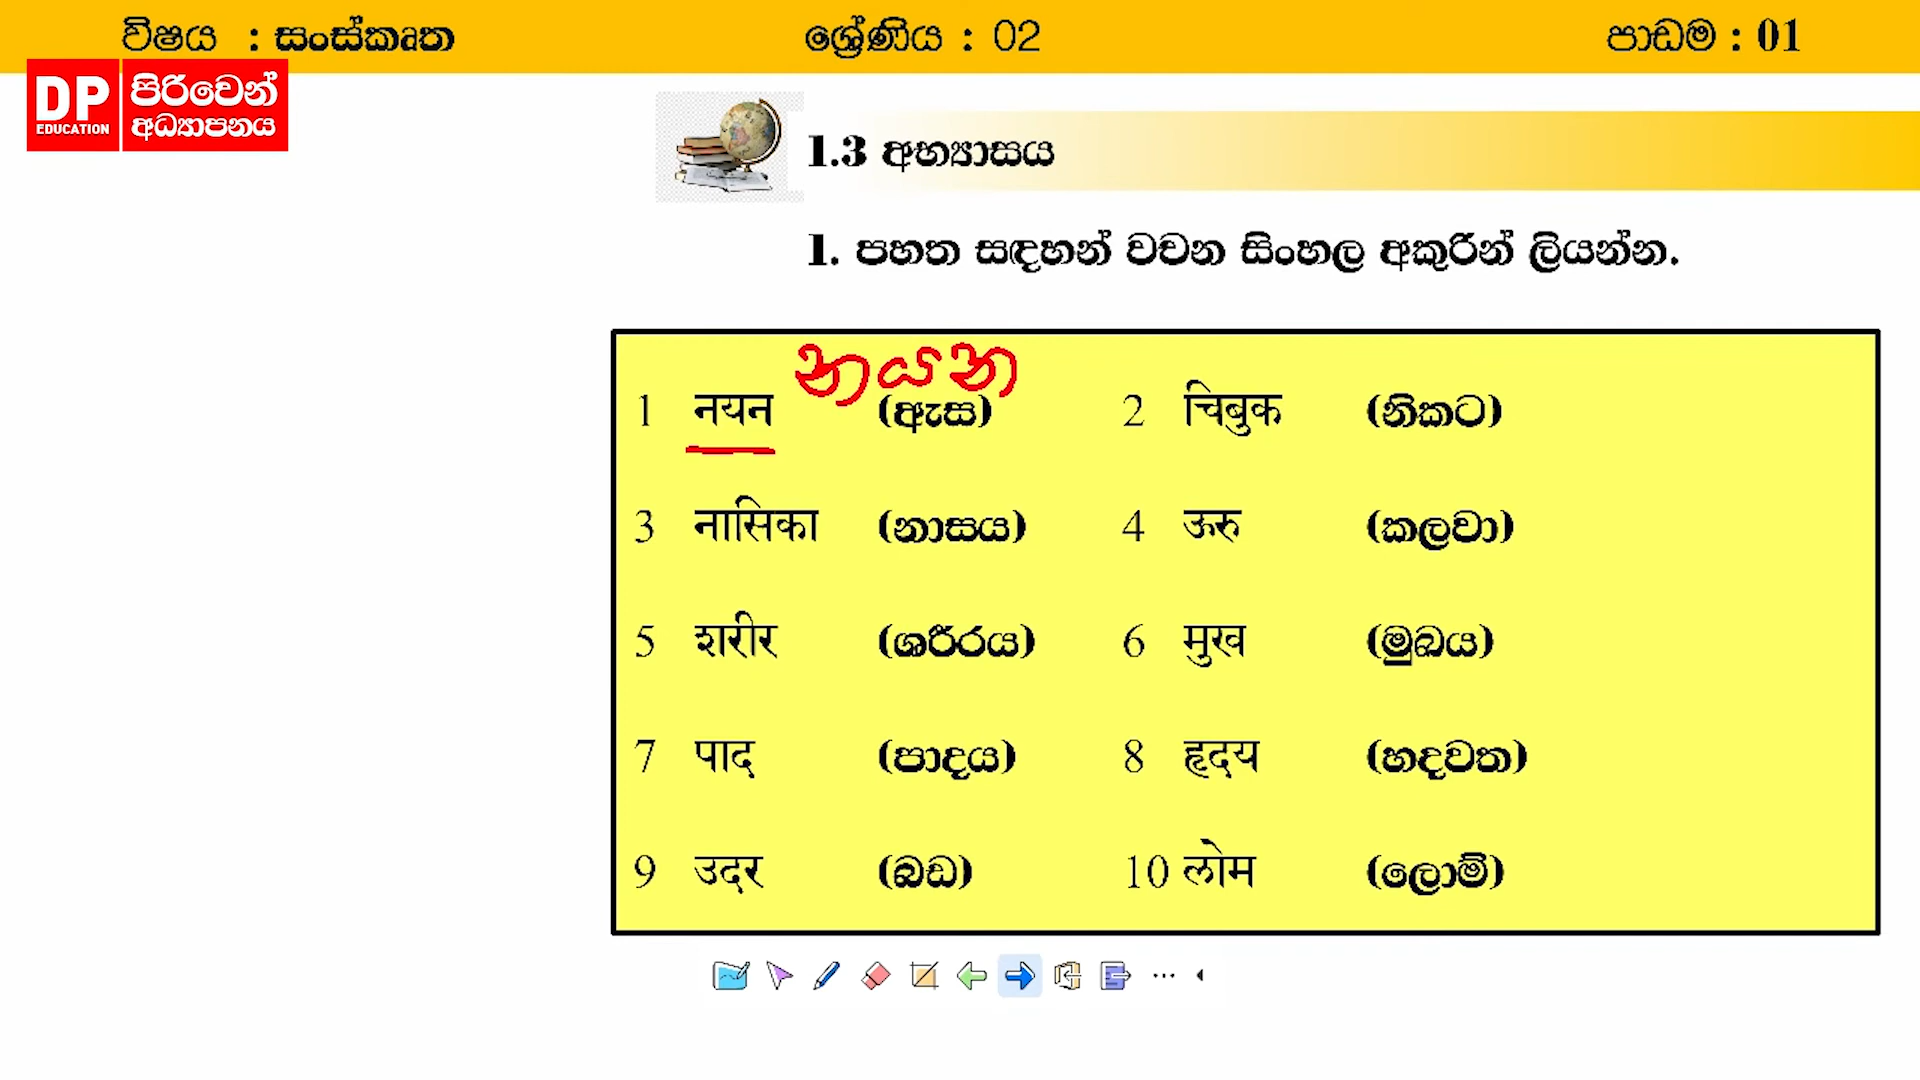 විෂය : සංස්කෘත ශ්‍රේණිය : 02 පාඩම : 01
DP EDUCATION පිරිවෙන් අධ්‍යාපනය
1.3 අභ්‍යාසය
1. පහත සඳහන් වචන සිංහල අකුරින් ලියන්න.
නයන
1 नयन (ඇස) 2 चिबुक (නිකට)
3 नासिका (නාසය) 4 ऊरु (කලවා)
5 शरीर (ශරීරය) 6 मुख (මුඛය)
7 पाद (පාදය) 8 हृदय (හදවත)
9 उदर (බඩ) 10 लोम (ලොම්)